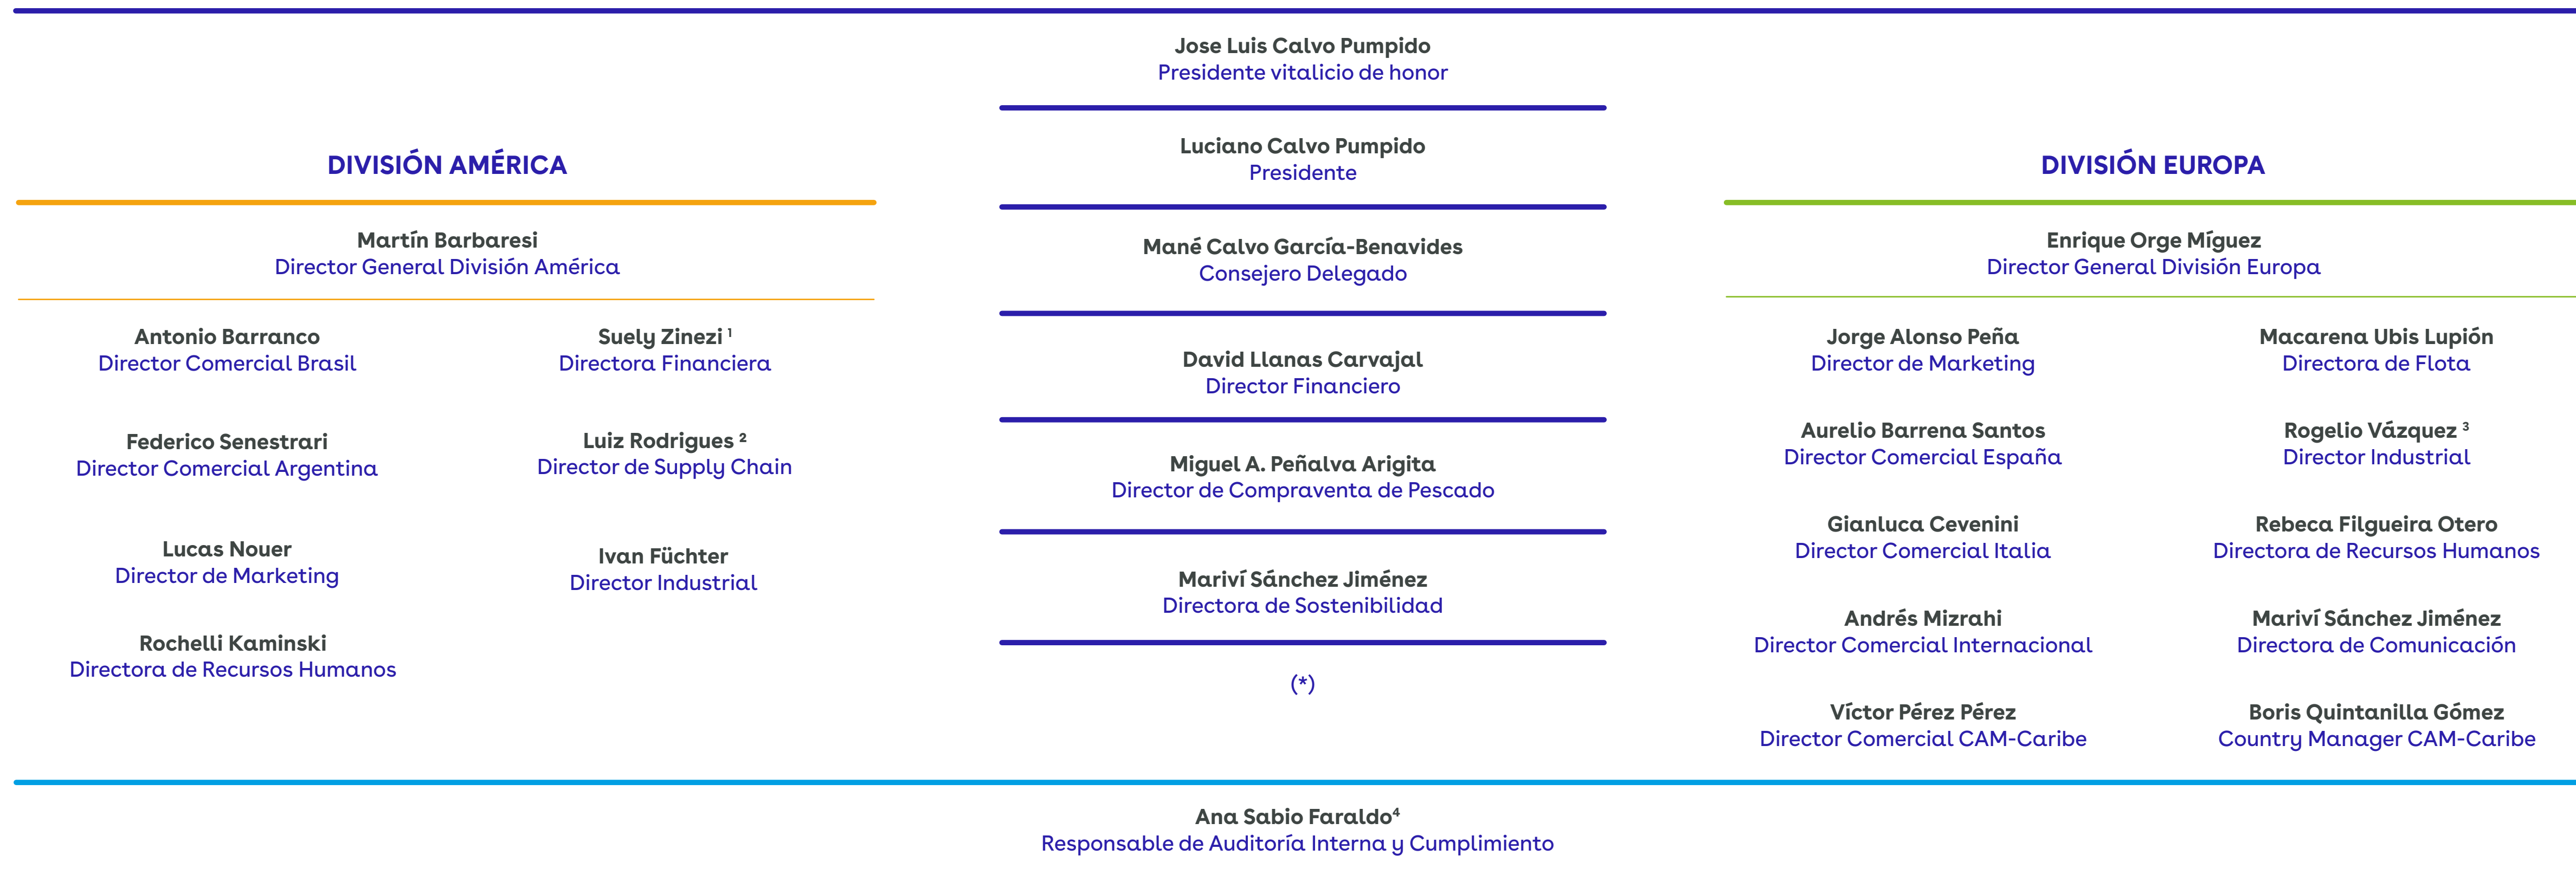 Jose Luis Calvo Pumpido
Presidente vitalicio de honor
Luciano Calvo Pumpido
Presidente
Mané Calvo García-Benavides
Consejero Delegado
David Llanas Carvajal
Director Financiero
Miguel A. Peñalva Arigita
Director de Compraventa de Pescado
Mariví Sánchez Jiménez
Directora de Sostenibilidad
(*)
DIVISIÓN AMÉRICA
Martín Barbaresi
Director General División América
Antonio Barranco
Director Comercial Brasil
Federico Senestrari
Director Comercial Argentina
Lucas Nouer
Director de Marketing
Rochelli Kaminski
Directora de Recursos Humanos
Suely Zinezi ¹
Directora Financiera
Luiz Rodrigues ²
Director de Supply Chain
Ivan Füchter
Director Industrial
DIVISIÓN EUROPA
Enrique Orge Míguez
Director General División Europa
Jorge Alonso Peña
Director de Marketing
Aurelio Barrena Santos
Director Comercial España
Gianluca Cevenini
Director Comercial Italia
Andrés Mizrahi
Director Comercial Internacional
Víctor Pérez Pérez
Director Comercial CAM-Caribe
Macarena Ubis Lupión
Directora de Flota
Rogelio Vázquez ³
Director Industrial
Rebeca Filgueira Otero
Directora de Recursos Humanos
Mariví Sánchez Jiménez
Directora de Comunicación
Boris Quintanilla Gómez
Country Manager CAM-Caribe
Ana Sabio Faraldo⁴
Responsable de Auditoría Interna y Cumplimiento